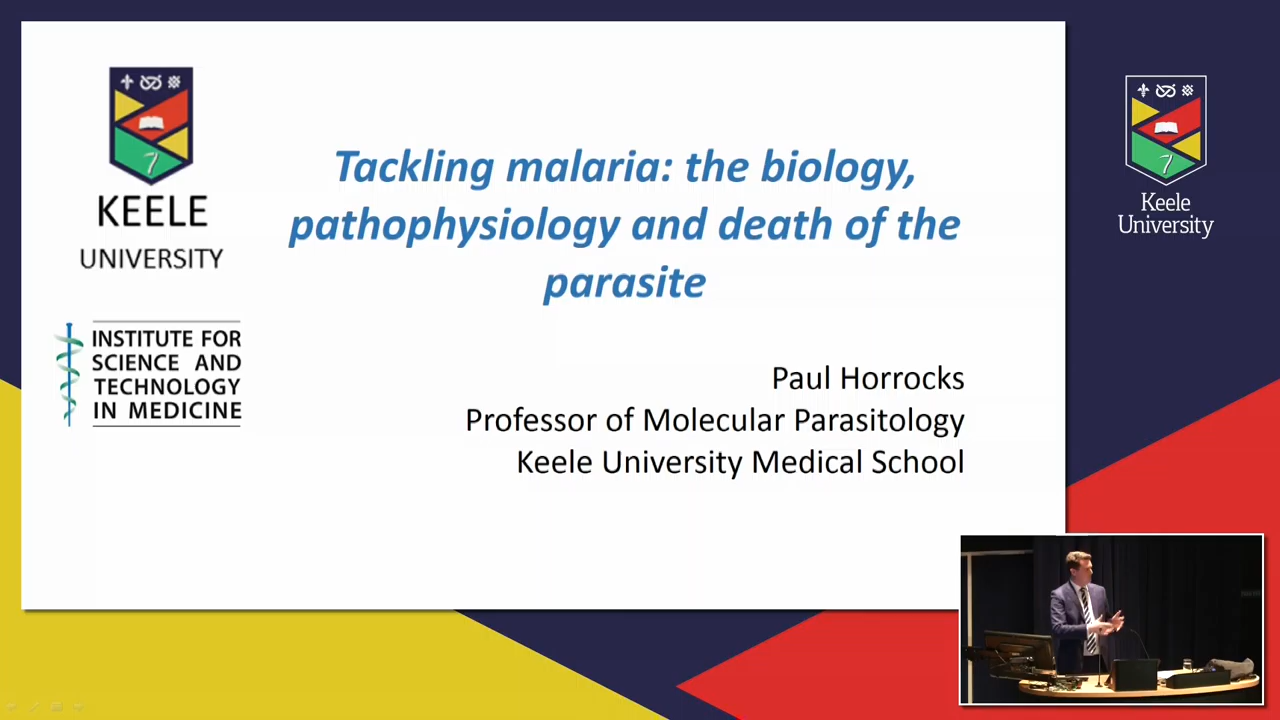 KEELE
UNIVERSITY
INSTITUTE FOR
SCIENCE AND
TECHNOLOGY
IN MEDICINE
Tackling malaria: the biology,
pathophysiology and death of the
parasite
Paul Horrocks
Professor of Molecular Parasitology
Keele University Medical School
Keele
University